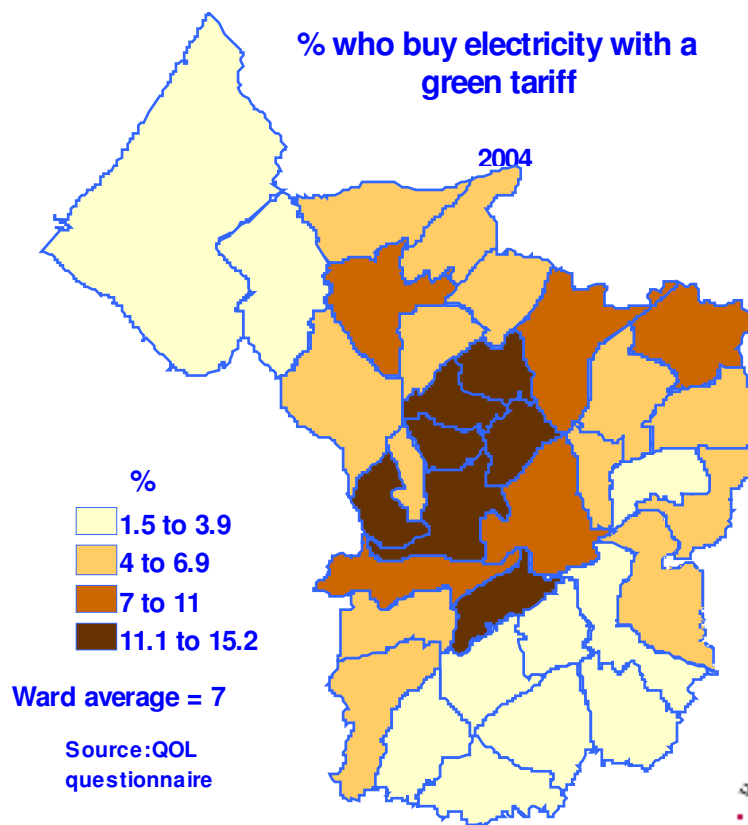 % who buy electricity with a
green tariff
2004
%
1.5 to 3.9
4 to 6.9
7 to 11
11.1 to 15.2
Ward average = 7
Source:QOL
questionnaire